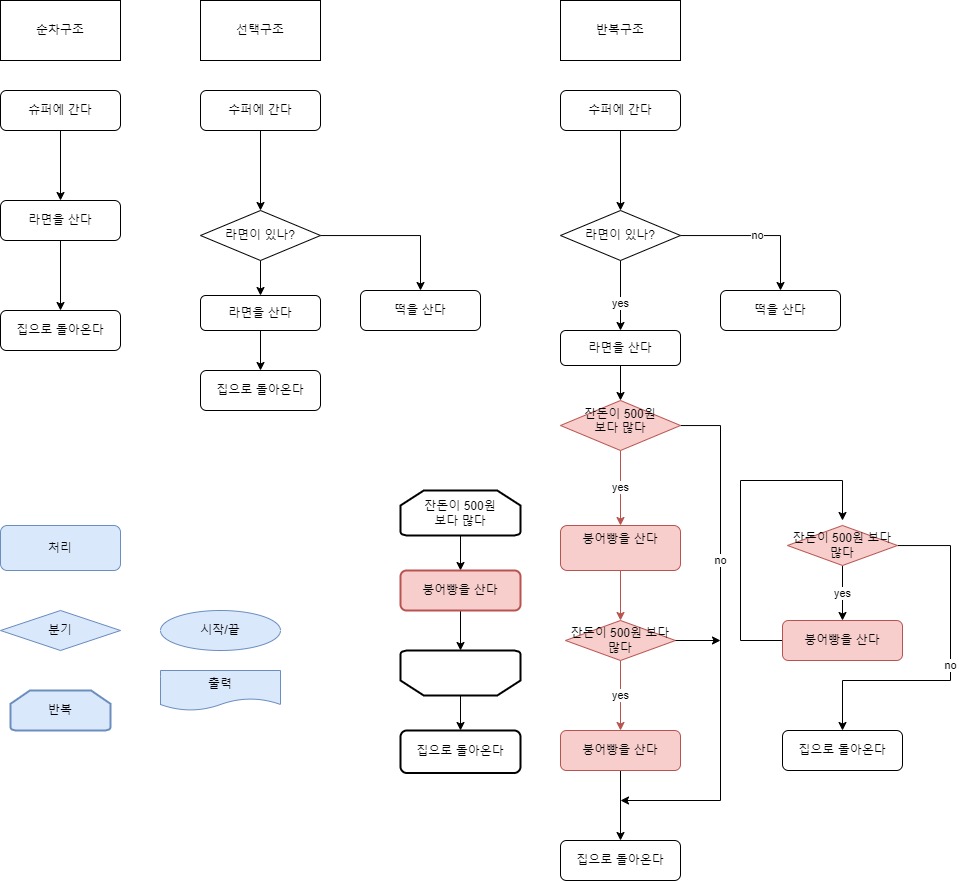 순차구조
선택구조
반복구조
슈퍼에 간다
수퍼에 간다
수퍼에 간다
라면을 산다
라면이 있나?
라면이 있나?
no
라면을 산다
떡을 산다
yes
떡을 산다
집으로 돌아온다
라면을 산다
집으로 돌아온다
잔돈이 500원
보다 많다
yes
잔돈이 500원
보다 많다
처리
붕어빵을 산다
잔돈이 500원 보다
많다
no
붕어빵을 산다
yes
분기
시작/끝
잔돈이 500원 보다
많다
붕어빵을 산다
no
출력
yes
반복
집으로 돌아온다
붕어빵을 산다
집으로 돌아온다
집으로 돌아온다